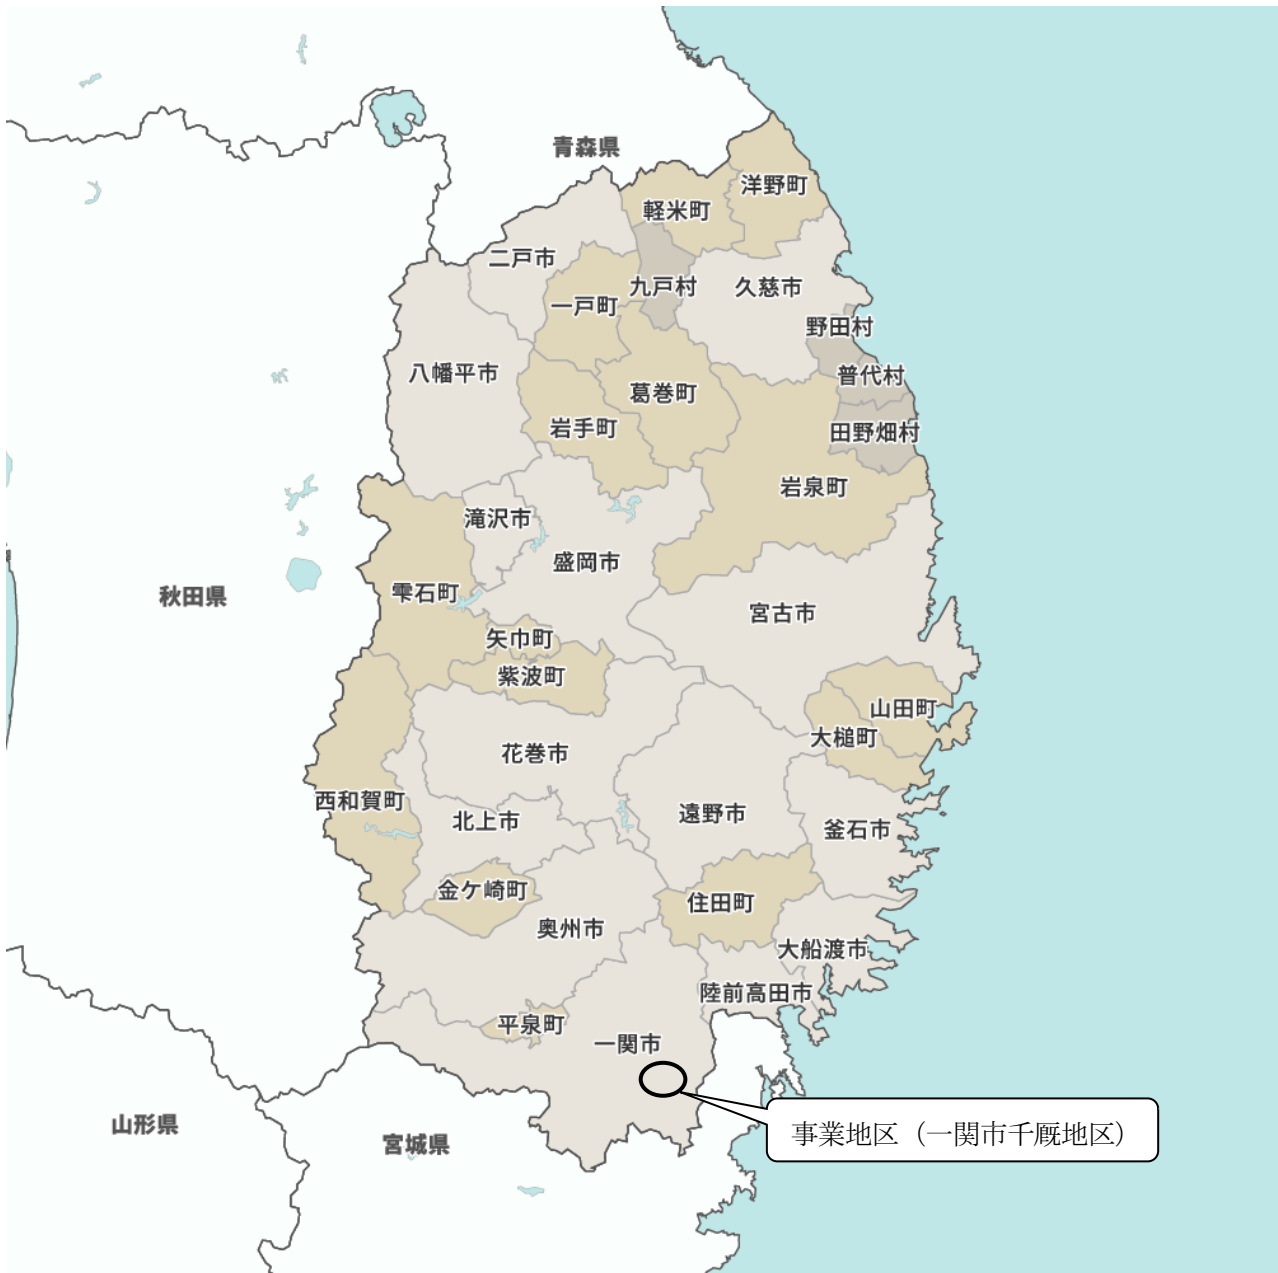 青森県
洋野町
軽米町
二戸市
九戸村
久慈市
一戸町
野田村
八幡平市
普代村
葛巻町
岩手町
田野畑村
岩泉町
滝沢市
盛岡市
雫石町
秋田県
宮古市
矢巾町
紫波町
山田町
大槌町
花巻市
西和賀町
遠野市
北上市
釜石市
金ケ崎町
住田町
奥州市
大船渡市
陸前高田市
平泉町
一関市
山形県
事業地区（一関市千厩地区）
宮城県